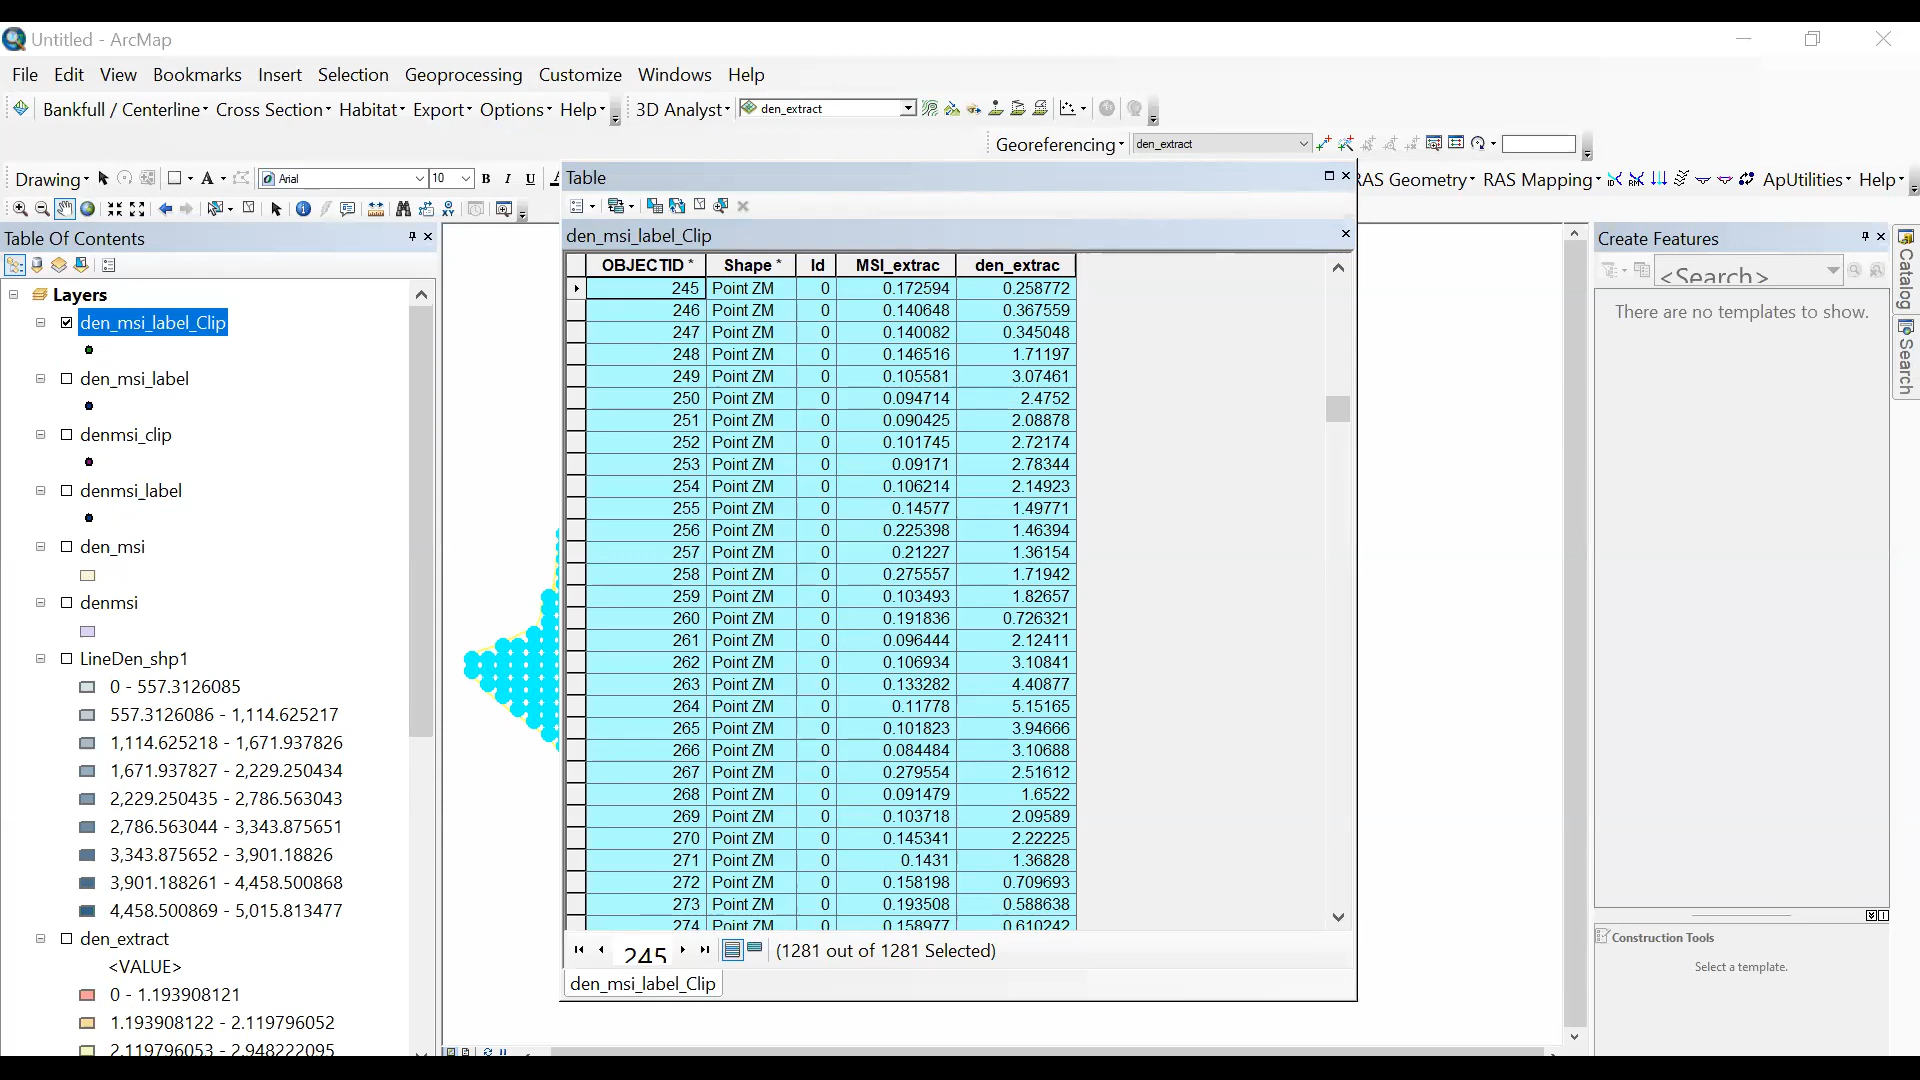 Untitled - ArcMap
File Edit View Bookmarks Insert Selection Geoprocessing Customize Windows Help
Bankfull / Centerline Cross Section Habitat Export Options Help 3D Analyst den_extract
Georeferencing den_extract
Drawing A Arial 10 B I U A Table RAS Geometry RAS Mapping ApUtilities Help
Table Of Contents
den_msi_label_Clip
Create Features
<Search>
There are no templates to show.
Catalog
Search
Layers
den_msi_label_Clip
den_msi_label
denmsi_clip
denmsi_label
den_msi
denmsi
LineDen_shp1
0 - 557.3126085
557.3126086 - 1,114.625217
1,114.625218 - 1,671.937826
1,671.937827 - 2,229.250434
2,229.250435 - 2,786.563043
2,786.563044 - 3,343.875651
3,343.875652 - 3,901.18826
3,901.188261 - 4,458.500868
4,458.500869 - 5,015.813477
den_extract
<VALUE>
0 - 1.193908121
1.193908122 - 2.119796052
2.119796053 - 2.948222095
OBJECTID * Shape * Id MSI_extrac den_extrac
245 Point ZM 0 0.172594 0.258772
246 Point ZM 0 0.140648 0.367559
247 Point ZM 0 0.140082 0.345048
248 Point ZM 0 0.146516 1.71197
249 Point ZM 0 0.105581 3.07461
250 Point ZM 0 0.094714 2.4752
251 Point ZM 0 0.090425 2.08878
252 Point ZM 0 0.101745 2.72174
253 Point ZM 0 0.09171 2.78344
254 Point ZM 0 0.106214 2.14923
255 Point ZM 0 0.14577 1.49771
256 Point ZM 0 0.225398 1.46394
257 Point ZM 0 0.21227 1.36154
258 Point ZM 0 0.275557 1.71942
259 Point ZM 0 0.103493 1.82657
260 Point ZM 0 0.191836 0.726321
261 Point ZM 0 0.096444 2.12411
262 Point ZM 0 0.106934 3.10841
263 Point ZM 0 0.133282 4.40877
264 Point ZM 0 0.11778 5.15165
265 Point ZM 0 0.101823 3.94666
266 Point ZM 0 0.084484 3.10688
267 Point ZM 0 0.279554 2.51612
268 Point ZM 0 0.091479 1.6522
269 Point ZM 0 0.103718 2.09589
270 Point ZM 0 0.145341 2.22225
271 Point ZM 0 0.1431 1.36828
272 Point ZM 0 0.158198 0.709693
273 Point ZM 0 0.193508 0.588638
274 Point ZM 0 0.158977 0.610242
245 (1281 out of 1281 Selected)
den_msi_label_Clip
Construction Tools
Select a template.